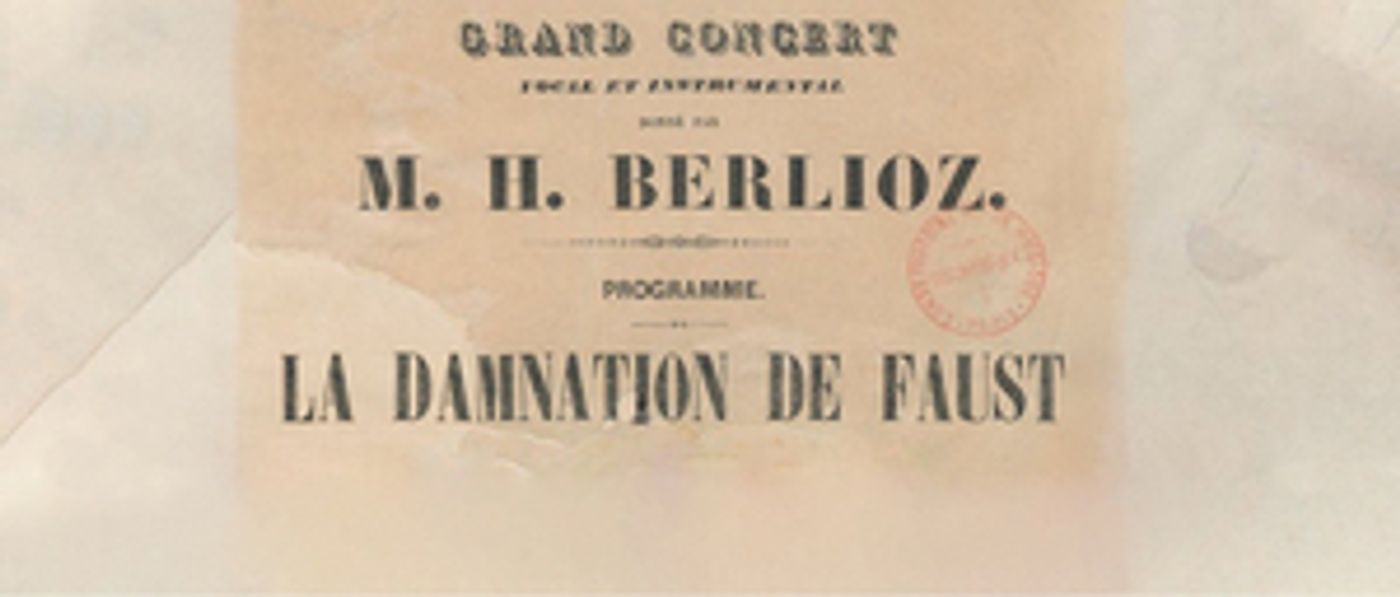 GRAND CONCERT
VOCAL ET INSTRUMENTAL
DONNÉ PAR
M. H. BERLIOZ.
PROGRAMME.
LA DAMNATION DE FAUST